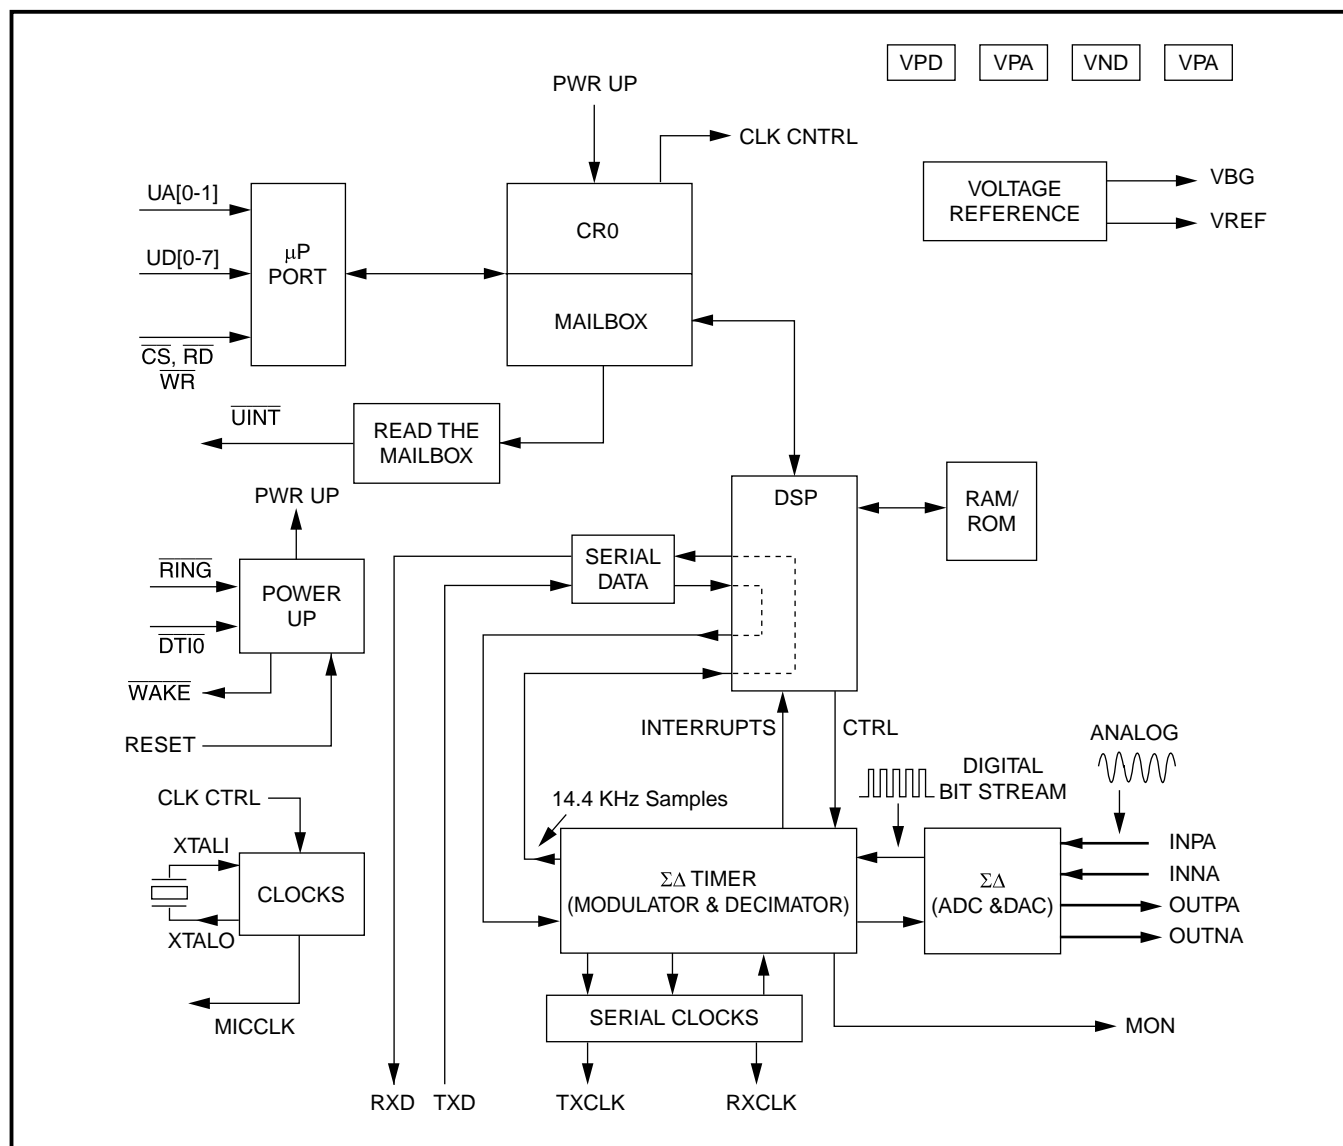 VPD VPA VND VPA
PWR UP
CLK CNTRL
UA[0-1]
UD[0-7]
CS, RD
WR
μP
PORT
CR0
MAILBOX
VOLTAGE
REFERENCE
VBG
VREF
UINT
READ THE
MAILBOX
DSP
RAM/
ROM
PWR UP
RING
DTI0
POWER
UP
WAKE
RESET
SERIAL
DATA
INTERRUPTS
CTRL
DIGITAL
BIT STREAM
ANALOG
CLK CTRL
XTALI
XTALO
CLOCKS
MICCLK
14.4 KHz Samples
ΣΔ TIMER
(MODULATOR & DECIMATOR)
ΣΔ
(ADC &DAC)
INPA
INNA
OUTPA
OUTNA
SERIAL CLOCKS
MON
RXD TXD TXCLK RXCLK